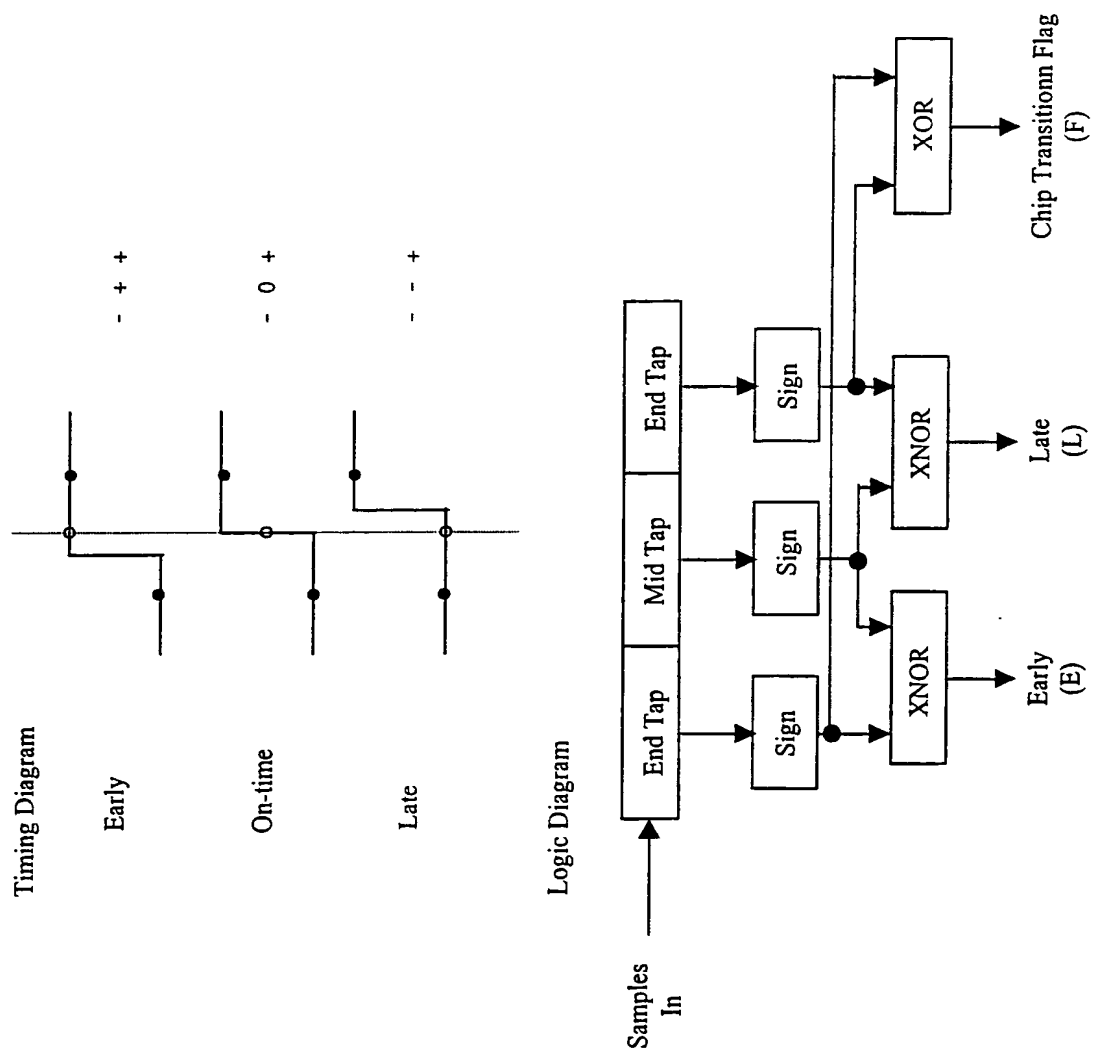 Timing Diagram
Early
- + +
On-time
- 0 +
Late
- - +
Logic Diagram
Samples
In
End Tap
Mid Tap
End Tap
Sign
Sign
Sign
XNOR
XNOR
XOR
Early
(E)
Late
(L)
Chip Transitionn Flag
(F)